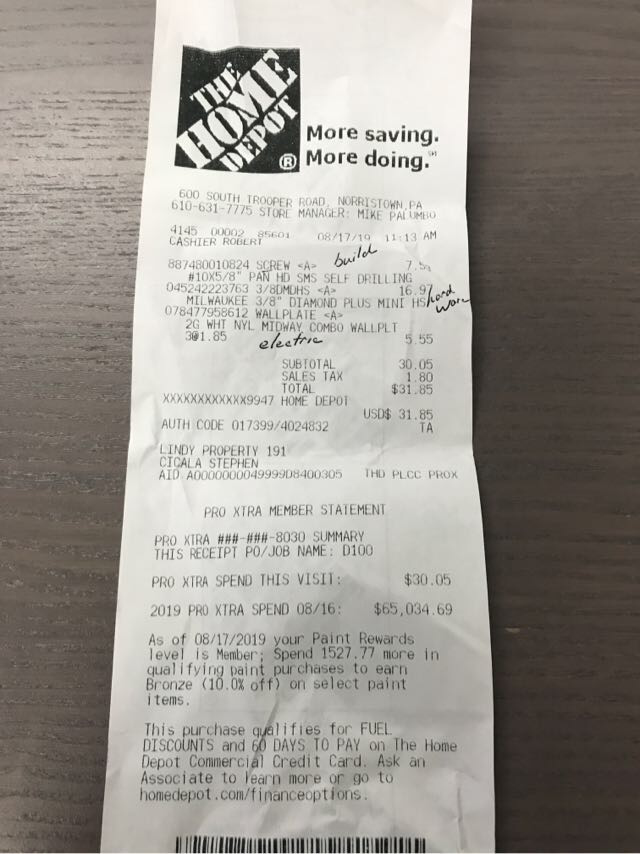 THE
HOME
DEPOT
®
More saving.
More doing.℠
600 SOUTH TROOPER ROAD, NORRISTOWN,PA
610-631-7775 STORE MANAGER: MIKE PALUMBO
4145 00002 85601 08/17/19 11:13 AM
CASHIER ROBERT
build
887480010824 SCREW <A> 7.53
#10X5/8" PAN HD SMS SELF DRILLING
045242223763 3/8DMDHS <A> 16.97
MILWAUKEE 3/8" DIAMOND PLUS MINI HS
hard
078477958612 WALLPLATE <A>
2G WHT NYL MIDWAY COMBO WALLPLT
3@1.85 5.55
electric
SUBTOTAL 30.05
SALES TAX 1.80
TOTAL $31.85
XXXXXXXXXXXX9947 HOME DEPOT
USD$ 31.85
AUTH CODE 017399/4024832 TA
LINDY PROPERTY 191
CICALA STEPHEN
AID A0000000049999D8400305 THD PLCC PROX
PRO XTRA MEMBER STATEMENT
PRO XTRA ###-###-8030 SUMMARY
THIS RECEIPT PO/JOB NAME: D100
PRO XTRA SPEND THIS VISIT: $30.05
2019 PRO XTRA SPEND 08/16: $65,034.69
As of 08/17/2019 your Paint Rewards
level is Member; Spend 1527.77 more in
qualifying paint purchases to earn
Bronze (10.0% off) on select paint
items.
This purchase qualifies for FUEL
DISCOUNTS and 60 DAYS TO PAY on The Home
Depot Commercial Credit Card. Ask an
Associate to learn more or go to
homedepot.com/financeoptions.